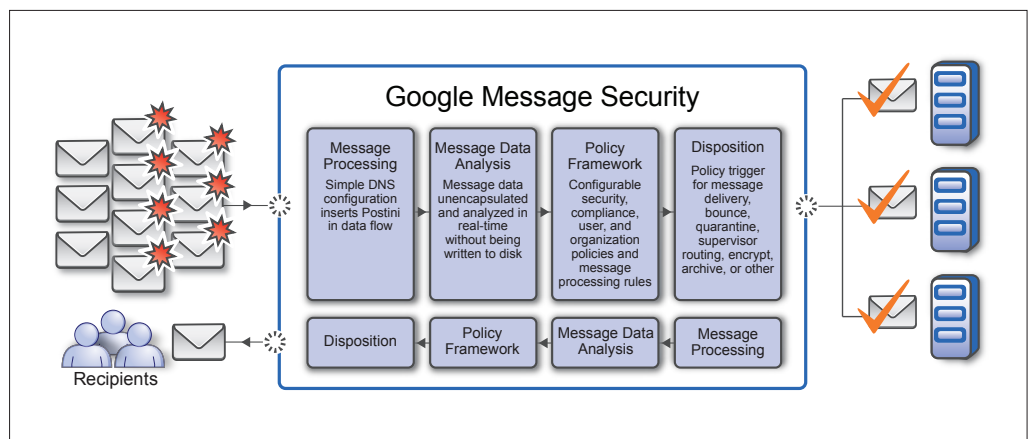 Google Message Security
Message
Processing
Simple DNS
configuration
inserts Postini
in data flow
Message Data
Analysis
Message data
unencapsulated
and analyzed in
real-time
without being
written to disk
Policy
Framework
Configurable
security,
compliance,
user, and
organization
policies and
message
processing rules
Disposition
Policy trigger
for message
delivery,
bounce,
quarantine,
supervisor
routing, encrypt,
archive, or other
Disposition
Policy
Framework
Message Data
Analysis
Message
Processing
Recipients